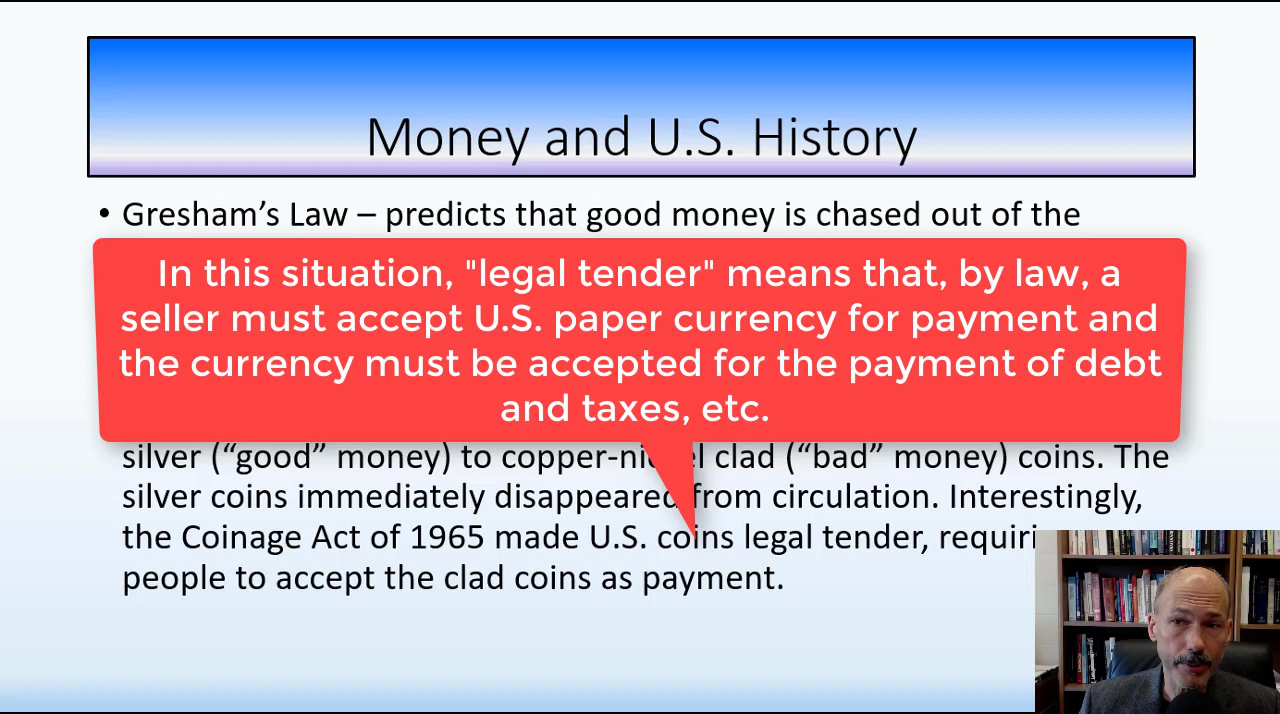 Money and U.S. History
• Gresham’s Law – predicts that good money is chased out of the
In this situation, "legal tender" means that, by law, a
seller must accept U.S. paper currency for payment and
the currency must be accepted for the payment of debt
and taxes, etc.
silver (“good” money) to copper-ni el clad (“bad” money) coins. The
silver coins immediately disappeared from circulation. Interestingly,
the Coinage Act of 1965 made U.S. coins legal tender, requiri
people to accept the clad coins as payment.